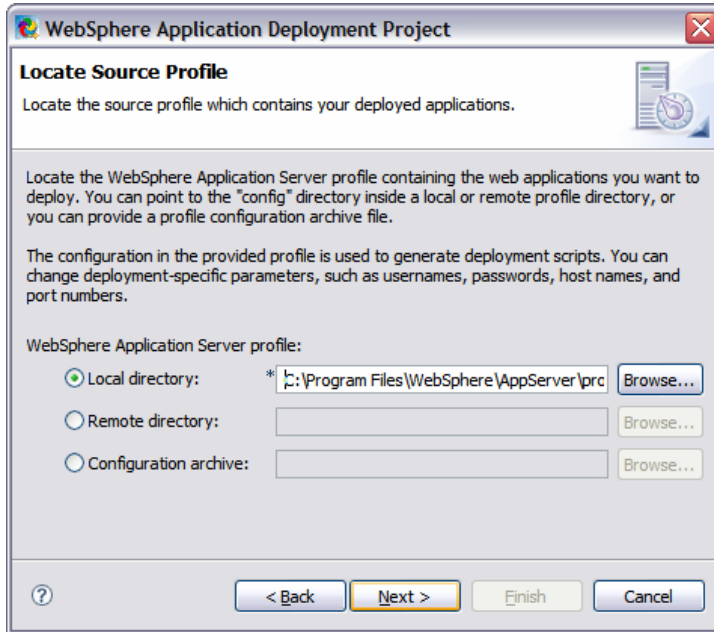 WebSphere Application Deployment Project
Locate Source Profile
Locate the source profile which contains your deployed applications.
Locate the WebSphere Application Server profile containing the web applications you want to
deploy. You can point to the "config" directory inside a local or remote profile directory, or
you can provide a profile configuration archive file.
The configuration in the provided profile is used to generate deployment scripts. You can
change deployment-specific parameters, such as usernames, passwords, host names, and
port numbers.
WebSphere Application Server profile:
Local directory: * C:\Program Files\WebSphere\AppServer\pro Browse...
Remote directory: Browse...
Configuration archive: Browse...
? < Back Next > Finish Cancel